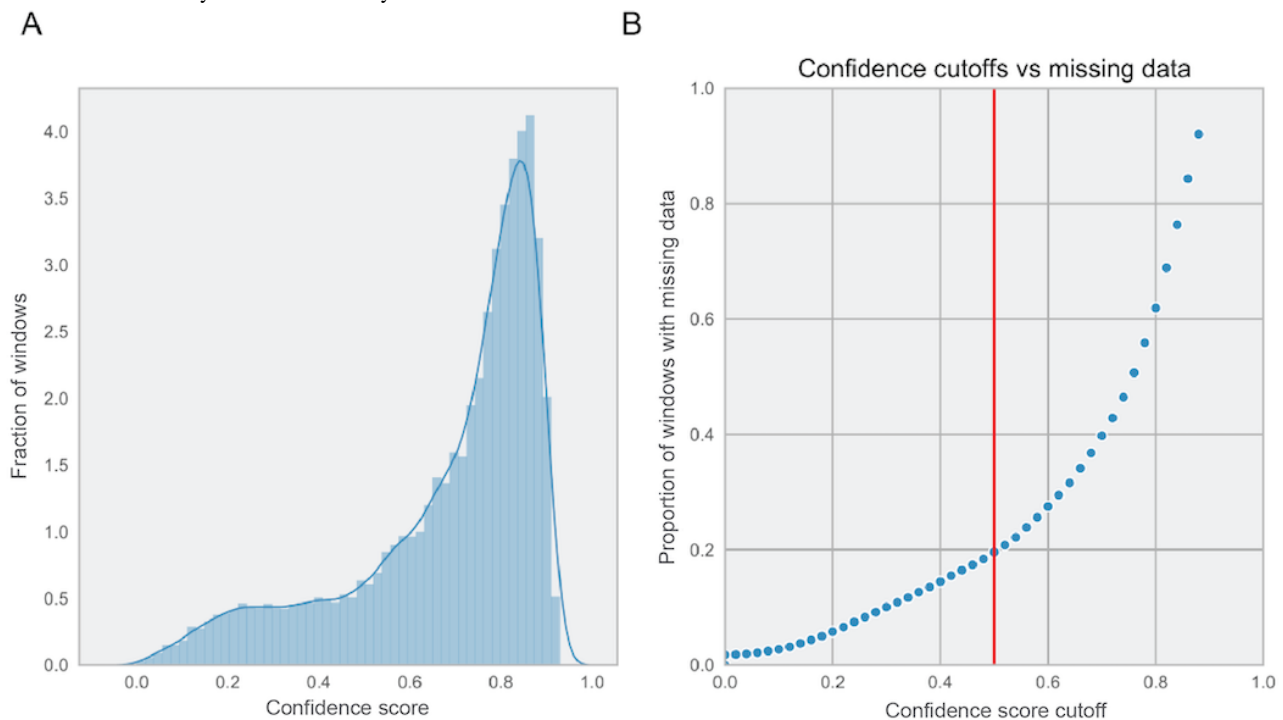 A
B
Confidence cutoffs vs missing data
Fraction of windows
4.0
3.5
3.0
2.5
2.0
1.5
1.0
0.5
0.0
0.0 0.2 0.4 0.6 0.8 1.0
Confidence score
Proportion of windows with missing data
1.0
0.8
0.6
0.4
0.2
0.0
0.0 0.2 0.4 0.6 0.8 1.0
Confidence score cutoff